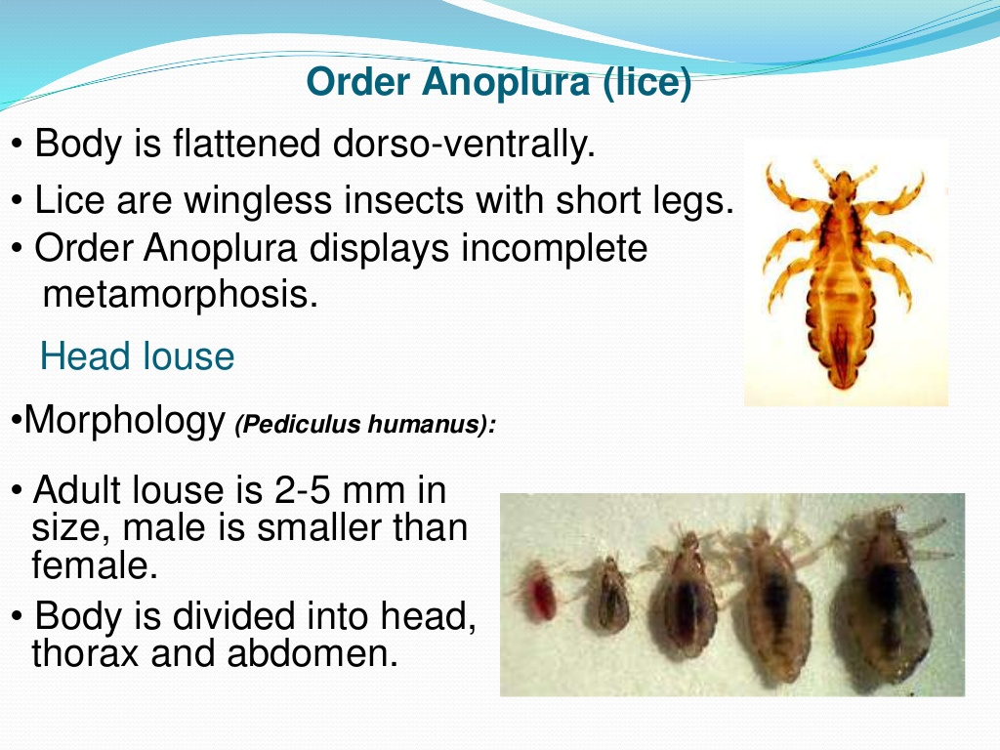 Order Anoplura (lice)
• Body is flattened dorso-ventrally.
• Lice are wingless insects with short legs.
• Order Anoplura displays incomplete
metamorphosis.
Head louse
•Morphology (Pediculus humanus):
• Adult louse is 2-5 mm in
size, male is smaller than
female.
• Body is divided into head,
thorax and abdomen.